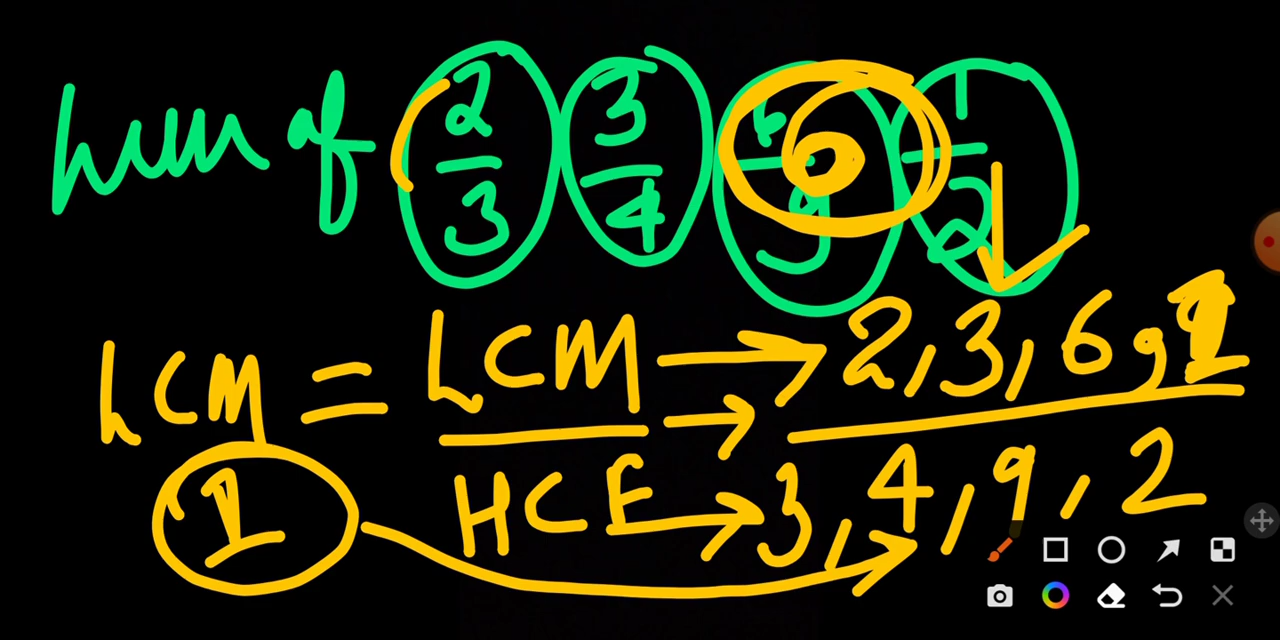 LCM of 2/3 3/4 6/9 1/2
6
LCM = LCM → 2, 3, 6, 1
HCF → 3, 4, 9, 2
1